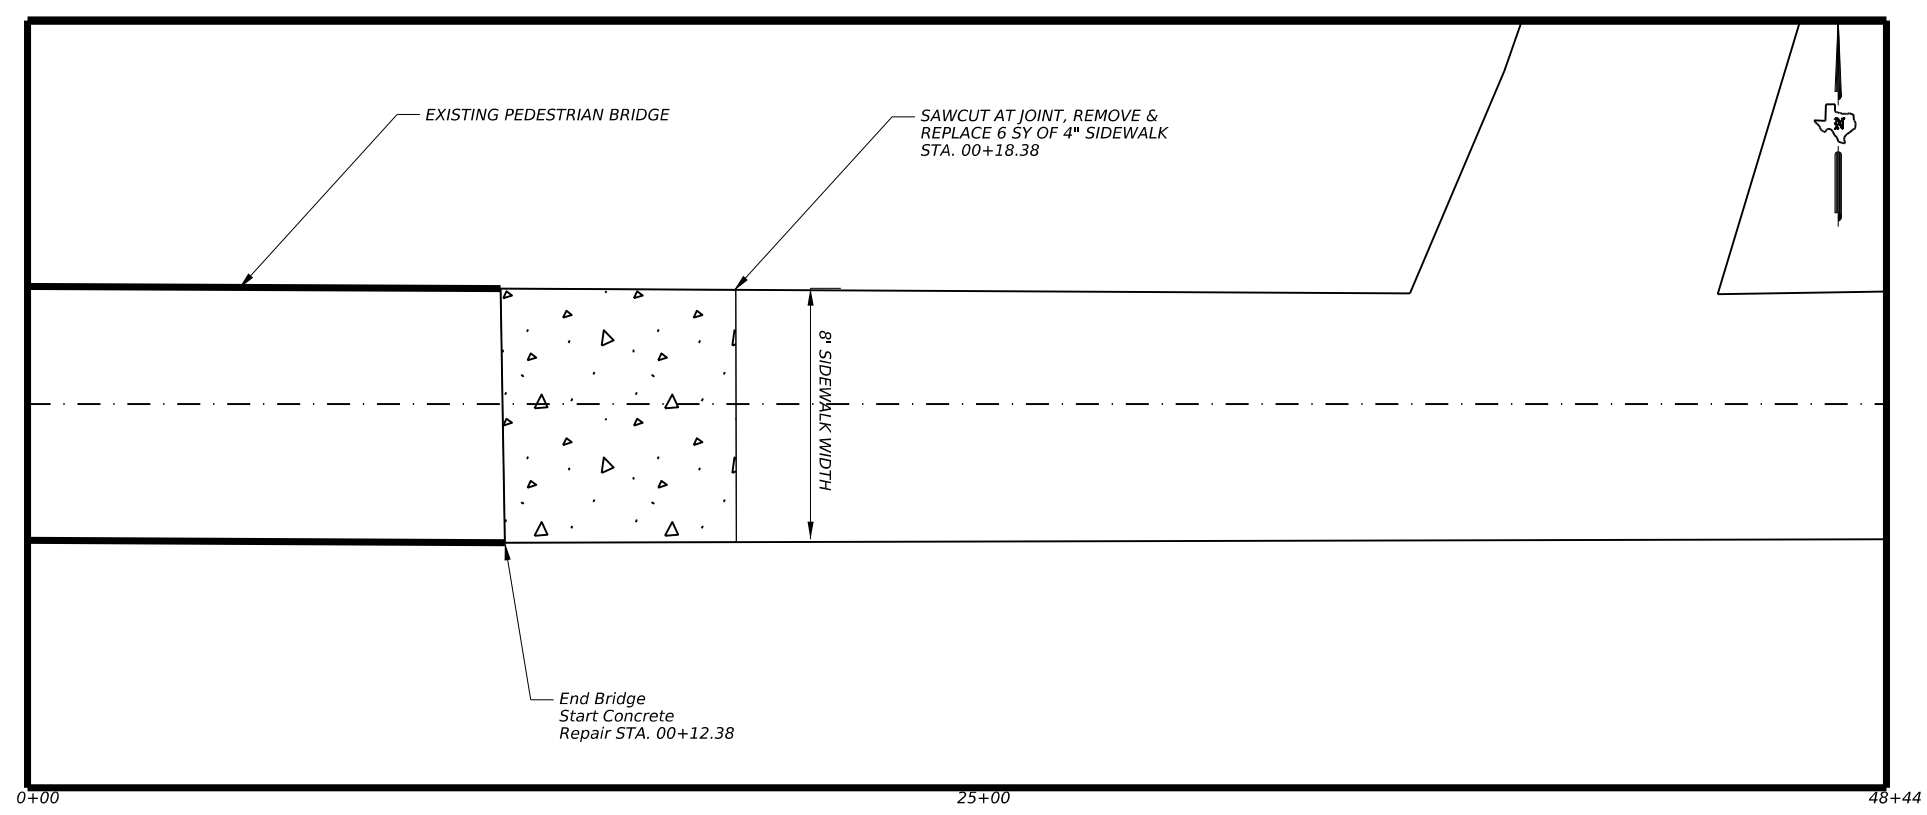 EXISTING PEDESTRIAN BRIDGE
SAWCUT AT JOINT, REMOVE &
REPLACE 6 SY OF 4" SIDEWALK
STA. 00+18.38
N
8' SIDEWALK WIDTH
End Bridge
Start Concrete
Repair STA. 00+12.38
0+00
25+00
48+44